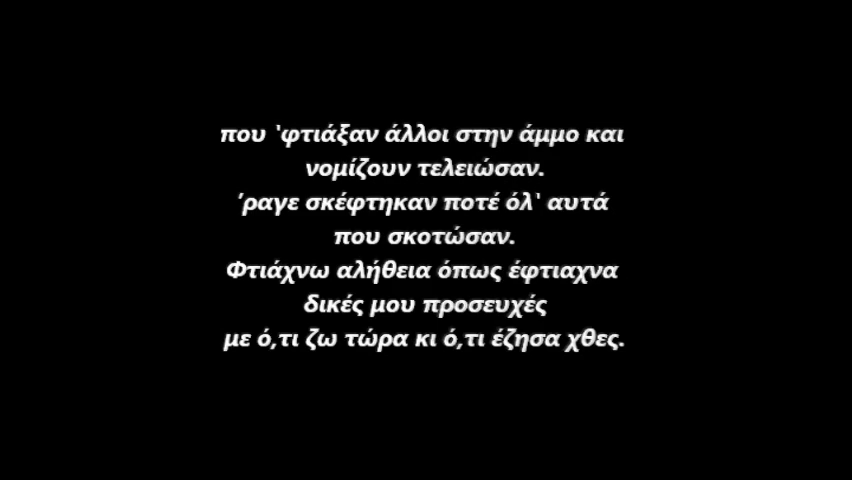 που 'φτιάξαν άλλοι στην άμμο και
νομίζουν τελειώσαν.
'ραγε σκέφτηκαν ποτέ όλ' αυτά
που σκοτώσαν.
Φτιάχνω αλήθεια όπως έφτιαχνα
δικές μου προσευχές
με ό,τι ζω τώρα κι ό,τι έζησα χθες.